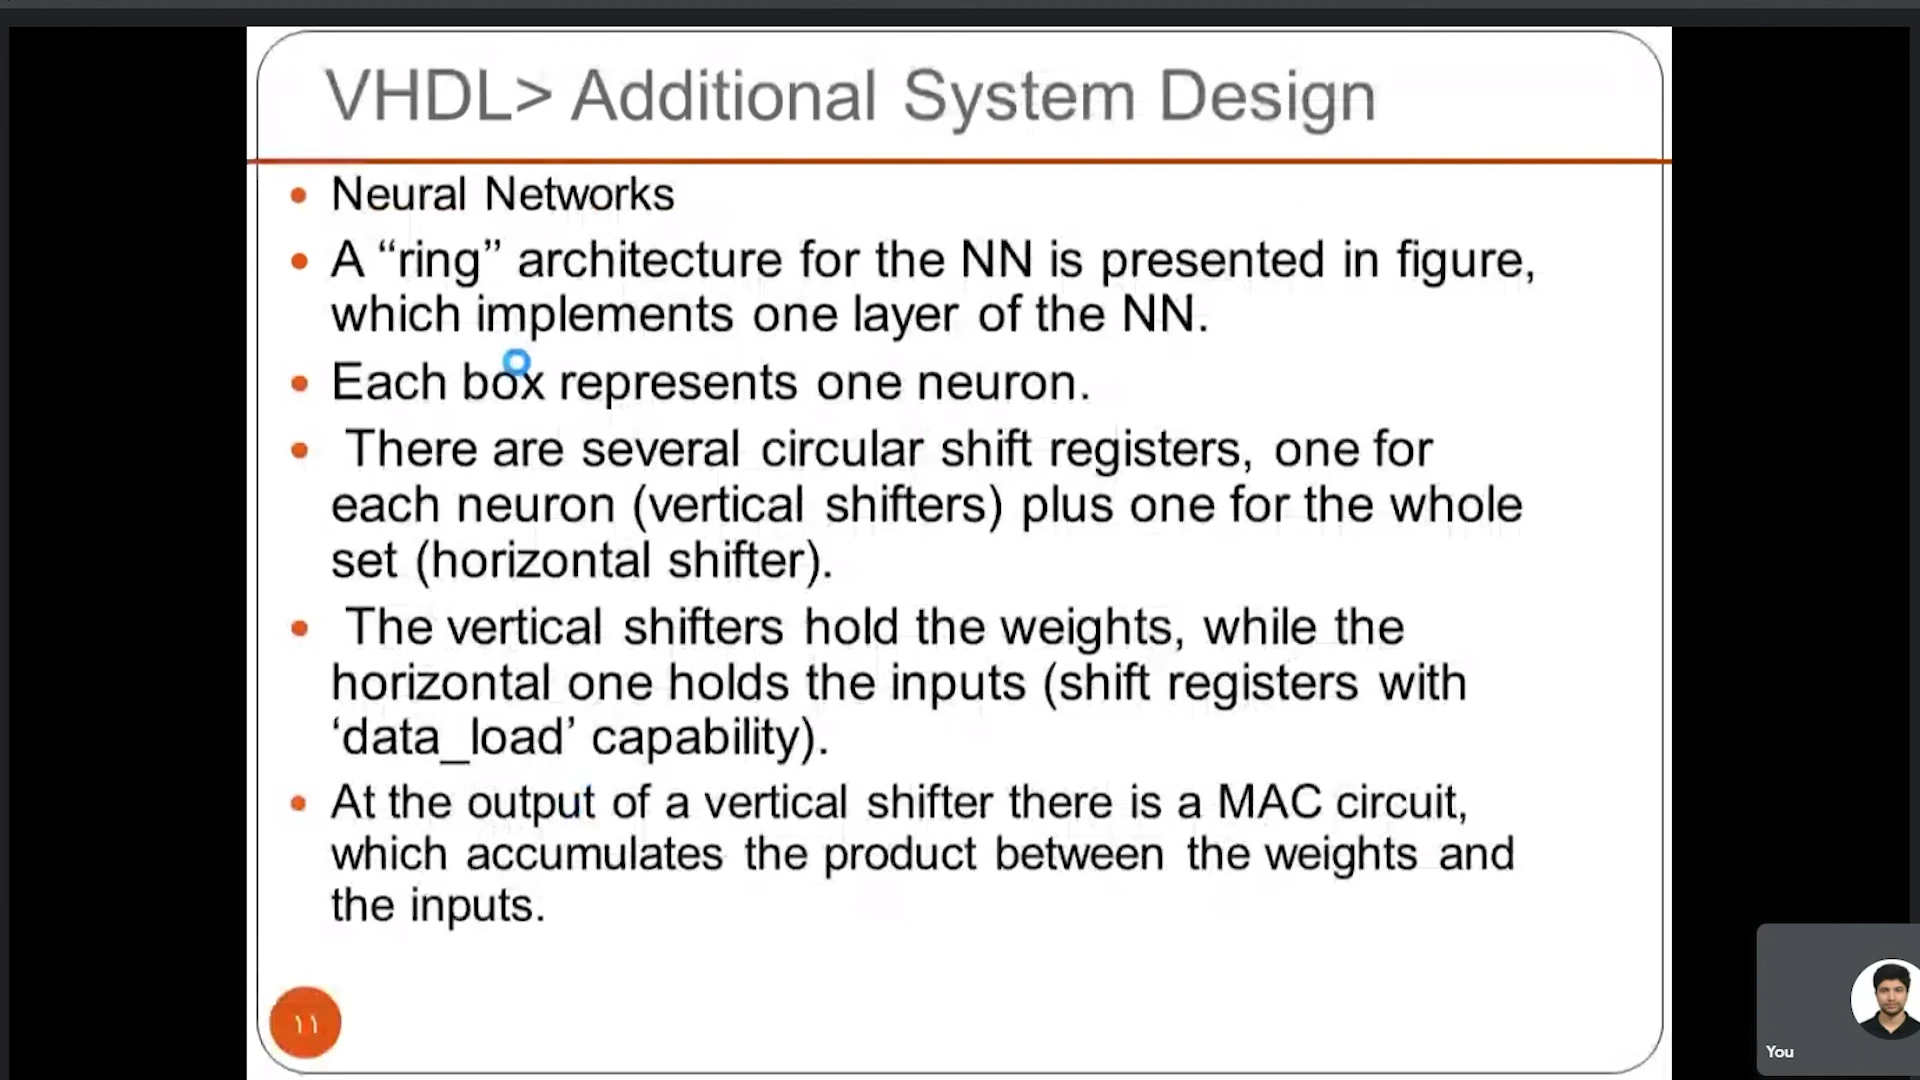 VHDL> Additional System Design
Neural Networks
A “ring” architecture for the NN is presented in figure,
which implements one layer of the NN.
Each box represents one neuron.
There are several circular shift registers, one for
each neuron (vertical shifters) plus one for the whole
set (horizontal shifter).
The vertical shifters hold the weights, while the
horizontal one holds the inputs (shift registers with
‘data_load’ capability).
At the output of a vertical shifter there is a MAC circuit,
which accumulates the product between the weights and
the inputs.
١١
You